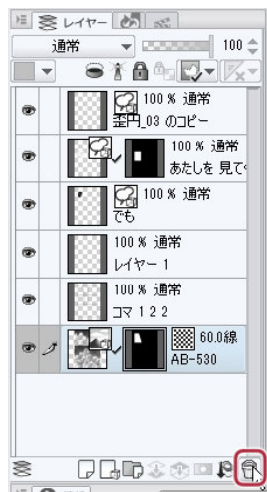 レイヤー
通常 100
100 % 通常
歪円_03 のコピー
100 % 通常
あたしを 見て
100 % 通常
でも
100 % 通常
レイヤー 1
100 % 通常
コマ 1 2 2
60.0線
AB-530